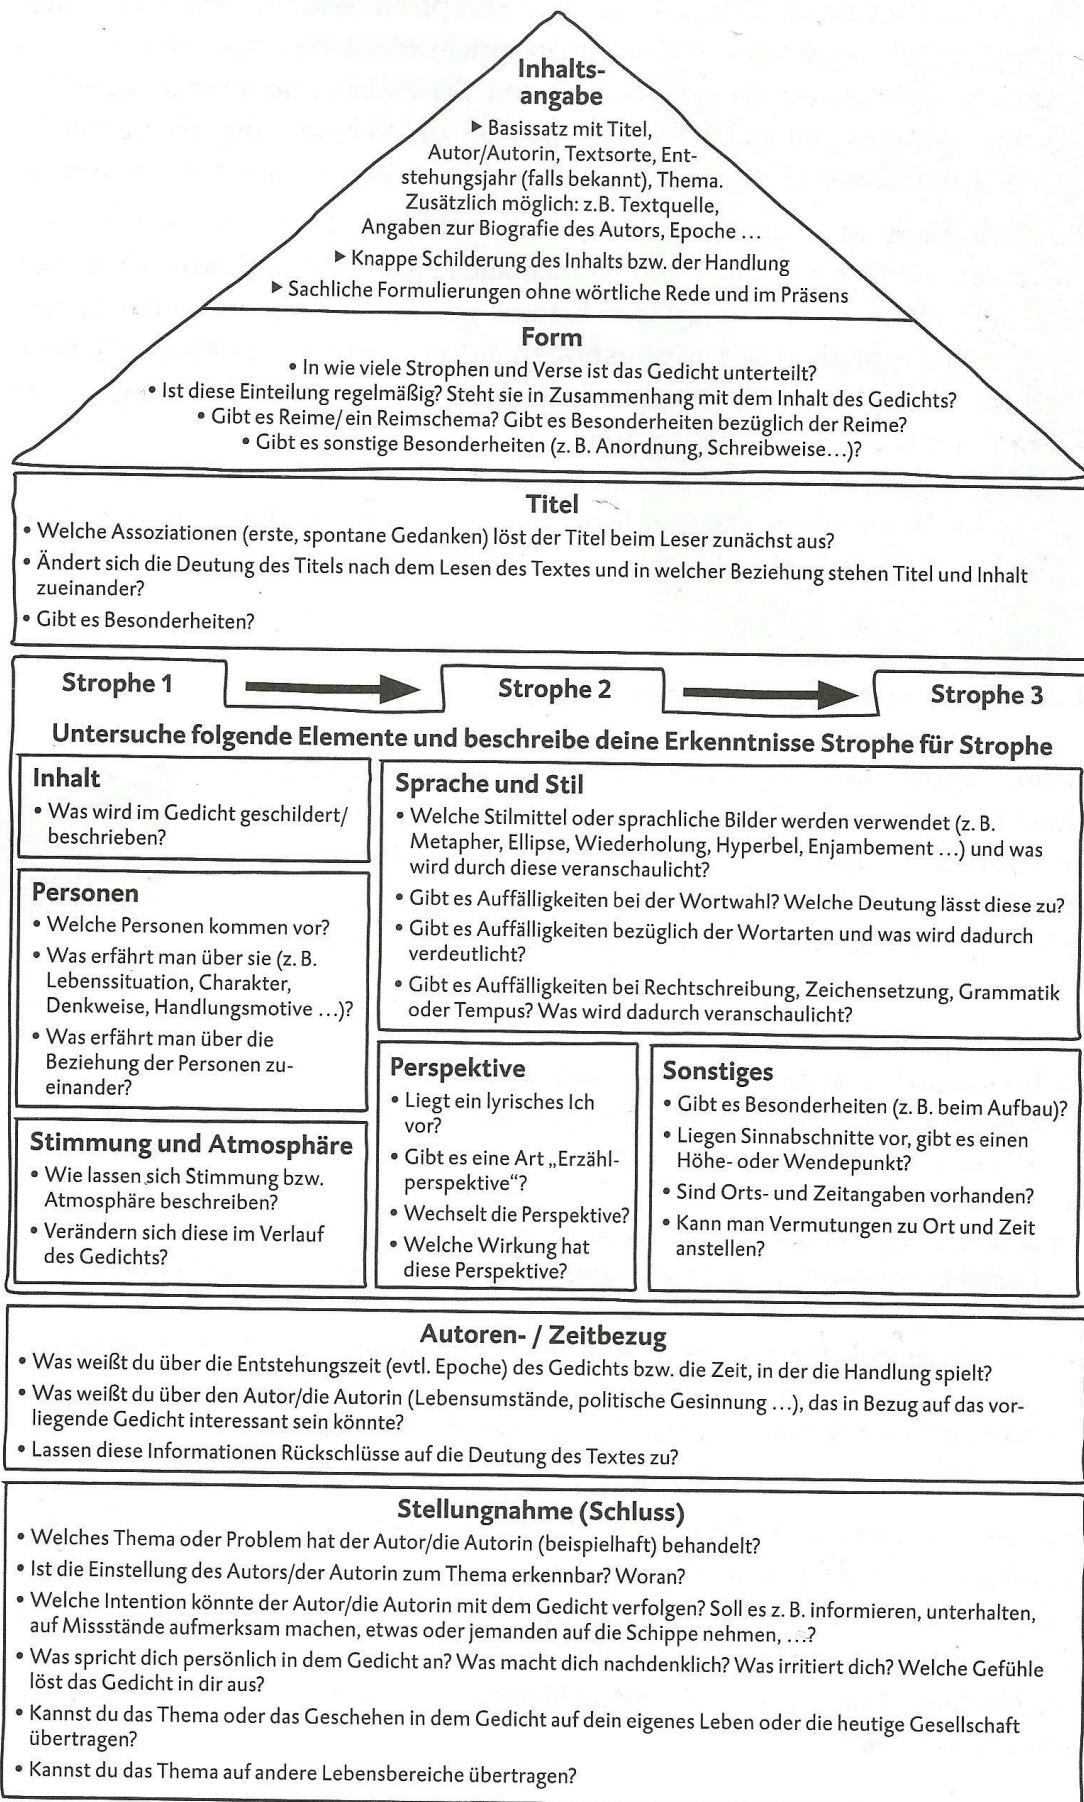 Inhalts-
angabe
▶ Basissatz mit Titel,
Autor/Autorin, Textsorte, Ent-
stehungsjahr (falls bekannt), Thema.
Zusätzlich möglich: z.B. Textquelle,
Angaben zur Biografie des Autors, Epoche ...
▶ Knappe Schilderung des Inhalts bzw. der Handlung
▶ Sachliche Formulierungen ohne wörtliche Rede und im Präsens
Form
• In wie viele Strophen und Verse ist das Gedicht unterteilt?
• Ist diese Einteilung regelmäßig? Steht sie in Zusammenhang mit dem Inhalt des Gedichts?
• Gibt es Reime/ ein Reimschema? Gibt es Besonderheiten bezüglich der Reime?
• Gibt es sonstige Besonderheiten (z. B. Anordnung, Schreibweise...)?
Titel
• Welche Assoziationen (erste, spontane Gedanken) löst der Titel beim Leser zunächst aus?
• Ändert sich die Deutung des Titels nach dem Lesen des Textes und in welcher Beziehung stehen Titel und Inhalt
zueinander?
• Gibt es Besonderheiten?
Strophe 1
Strophe 2
Strophe 3
Untersuche folgende Elemente und beschreibe deine Erkenntnisse Strophe für Strophe
Inhalt
• Was wird im Gedicht geschildert/
beschrieben?
Personen
• Welche Personen kommen vor?
• Was erfährt man über sie (z. B.
Lebenssituation, Charakter,
Denkweise, Handlungsmotive ...)?
• Was erfährt man über die
Beziehung der Personen zu-
einander?
Stimmung und Atmosphäre
• Wie lassen sich Stimmung bzw.
Atmosphäre beschreiben?
• Verändern sich diese im Verlauf
des Gedichts?
Sprache und Stil
• Welche Stilmittel oder sprachliche Bilder werden verwendet (z. B.
Metapher, Ellipse, Wiederholung, Hyperbel, Enjambement ...) und was
wird durch diese veranschaulicht?
• Gibt es Auffälligkeiten bei der Wortwahl? Welche Deutung lässt diese zu?
• Gibt es Auffälligkeiten bezüglich der Wortarten und was wird dadurch
verdeutlicht?
• Gibt es Auffälligkeiten bei Rechtschreibung, Zeichensetzung, Grammatik
oder Tempus? Was wird dadurch veranschaulicht?
Perspektive
• Liegt ein lyrisches Ich
vor?
• Gibt es eine Art „Erzähl-
perspektive“?
• Wechselt die Perspektive?
• Welche Wirkung hat
diese Perspektive?
Sonstiges
• Gibt es Besonderheiten (z. B. beim Aufbau)?
• Liegen Sinnabschnitte vor, gibt es einen
Höhe- oder Wendepunkt?
• Sind Orts- und Zeitangaben vorhanden?
• Kann man Vermutungen zu Ort und Zeit
anstellen?
Autoren- / Zeitbezug
• Was weißt du über die Entstehungszeit (evtl. Epoche) des Gedichts bzw. die Zeit, in der die Handlung spielt?
• Was weißt du über den Autor/die Autorin (Lebensumstände, politische Gesinnung ...), das in Bezug auf das vor-
liegende Gedicht interessant sein könnte?
• Lassen diese Informationen Rückschlüsse auf die Deutung des Textes zu?
Stellungnahme (Schluss)
• Welches Thema oder Problem hat der Autor/die Autorin (beispielhaft) behandelt?
• Ist die Einstellung des Autors/der Autorin zum Thema erkennbar? Woran?
• Welche Intention könnte der Autor/die Autorin mit dem Gedicht verfolgen? Soll es z. B. informieren, unterhalten,
auf Missstände aufmerksam machen, etwas oder jemanden auf die Schippe nehmen, ...?
• Was spricht dich persönlich in dem Gedicht an? Was macht dich nachdenklich? Was irritiert dich? Welche Gefühle
löst das Gedicht in dir aus?
• Kannst du das Thema oder das Geschehen in dem Gedicht auf dein eigenes Leben oder die heutige Gesellschaft
übertragen?
• Kannst du das Thema auf andere Lebensbereiche übertragen?